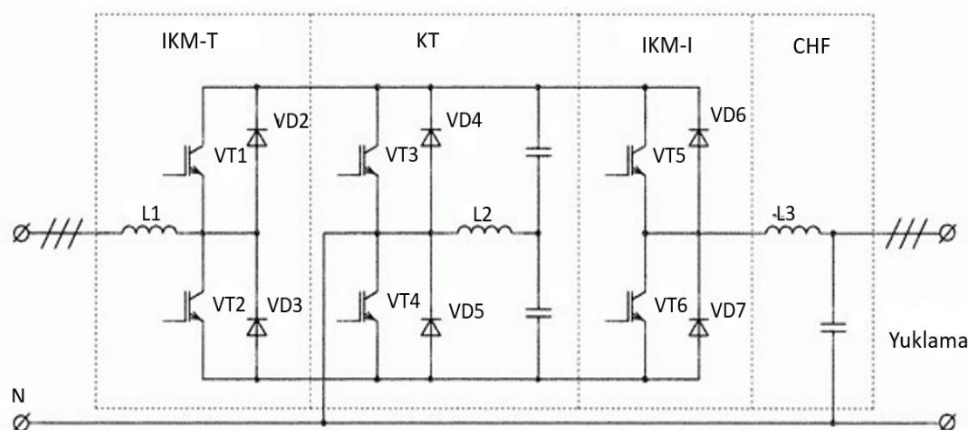 IKM-T
KT
IKM-I
CHF
VD2
VD4
VD6
VT1
VT3
VT5
L1
L2
L3
VT2
VD3
VT4
VD5
VT6
VD7
Yuklama
N